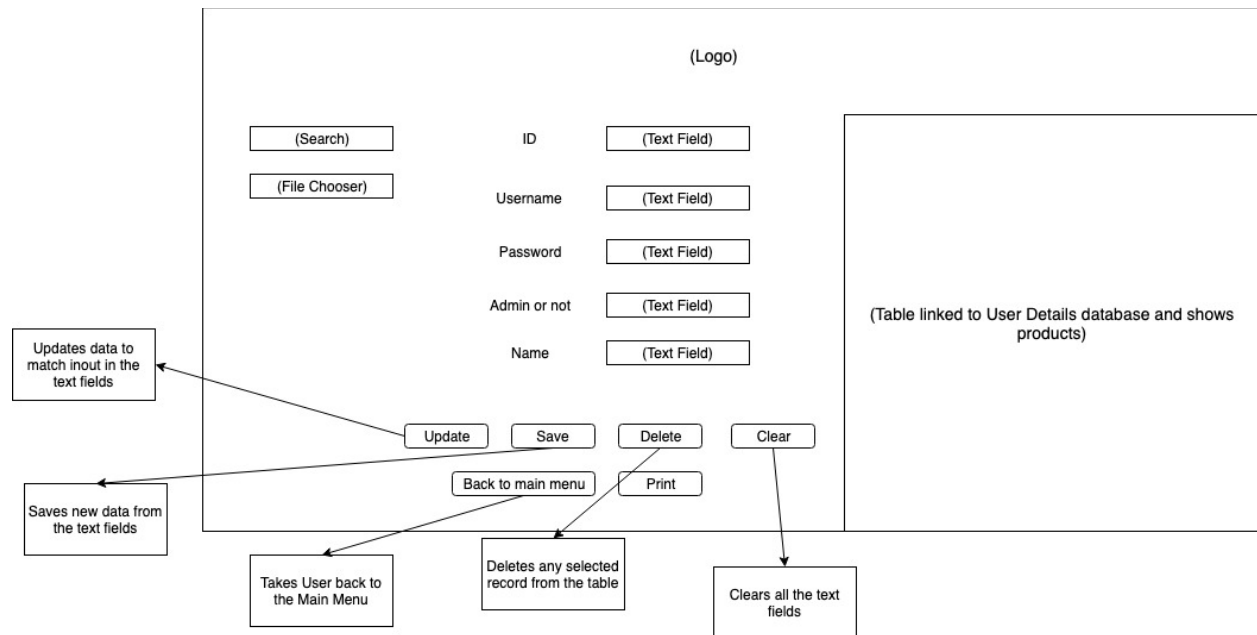 (Logo)
(Search)
ID
(Text Field)
(File Chooser)
Username
(Text Field)
Password
(Text Field)
Admin or not
(Text Field)
Name
(Text Field)
(Table linked to User Details database and shows
products)
Updates data to
match inout in the
text fields
Update
Save
Delete
Clear
Back to main menu
Print
Saves new data from
the text fields
Takes User back to
the Main Menu
Deletes any selected
record from the table
Clears all the text
fields